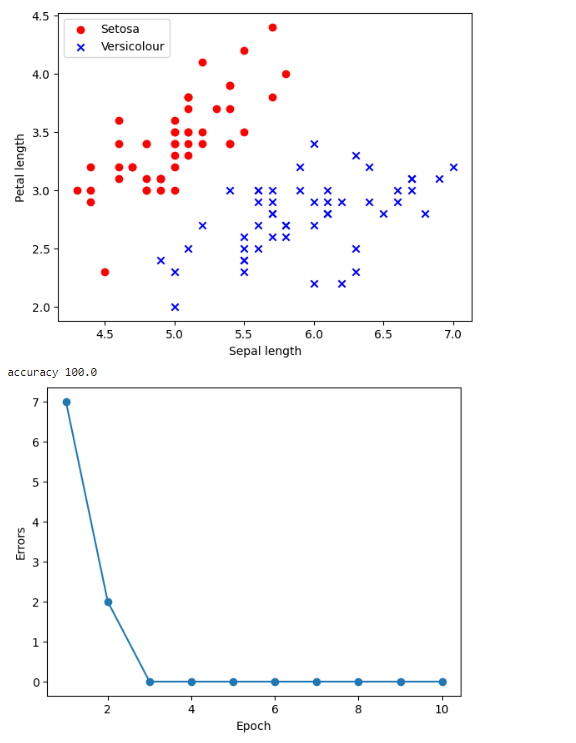 4.5
4.0
3.5
3.0
2.5
2.0
Petal length
Setosa
Versicolour
4.5 5.0 5.5 6.0 6.5 7.0
Sepal length
accuracy 100.0
7
6
5
4
3
2
1
0
Errors
2 4 6 8 10
Epoch